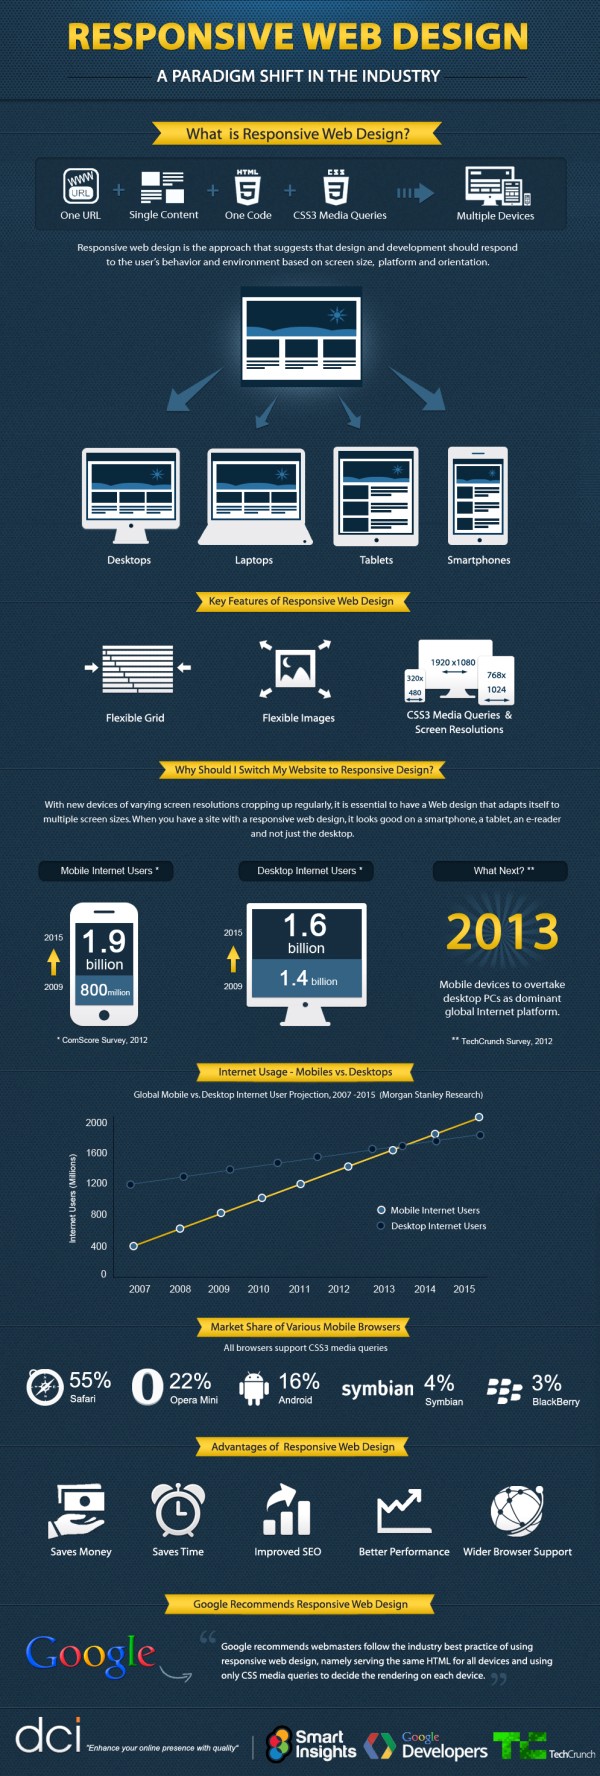 RESPONSIVE WEB DESIGN
A PARADIGM SHIFT IN THE INDUSTRY
What is Responsive Web Design?
WWW
URL
HTML
5
CSS
3
One URL
Single Content
One Code
CSS3 Media Queries
Multiple Devices
Responsive web design is the approach that suggests that design and development should respond
to the user's behavior and environment based on screen size, platform and orientation.
Desktops
Laptops
Tablets
Smartphones
Key Features of Responsive Web Design
1920 x1080
320x
480
768x
1024
Flexible Grid
Flexible Images
CSS3 Media Queries &
Screen Resolutions
Why Should I Switch My Website to Responsive Design?
With new devices of varying screen resolutions cropping up regularly, it is essential to have a Web design that adapts itself to
multiple screen sizes. When you have a site with a responsive web design, it looks good on a smartphone, a tablet, an e-reader
and not just the desktop.
Mobile Internet Users *
2015
2009
1.9
billion
800 million
* ComScore Survey, 2012
Desktop Internet Users *
2015
2009
1.6
billion
1.4 billion
What Next? **
2013
Mobile devices to overtake
desktop PCs as dominant
global Internet platform.
** TechCrunch Survey, 2012
Internet Usage - Mobiles vs. Desktops
Global Mobile vs. Desktop Internet User Projection, 2007 -2015 (Morgan Stanley Research)
Internet Users (Millions)
2000
1600
1200
800
400
0
Mobile Internet Users
Desktop Internet Users
2007 2008 2009 2010 2011 2012 2013 2014 2015
Market Share of Various Mobile Browsers
All browsers support CSS3 media queries
55%
Safari
22%
Opera Mini
16%
Android
symbian
4%
Symbian
3%
BlackBerry
Advantages of Responsive Web Design
Saves Money
Saves Time
Improved SEO
Better Performance
Wider Browser Support
Google Recommends Responsive Web Design
Google
“ Google recommends webmasters follow the industry best practice of using
responsive web design, namely serving the same HTML for all devices and using
only CSS media queries to decide the rendering on each device. ”
dci
"Enhance your online presence with quality"
Smart
Insights
Google
Developers
TC
TechCrunch